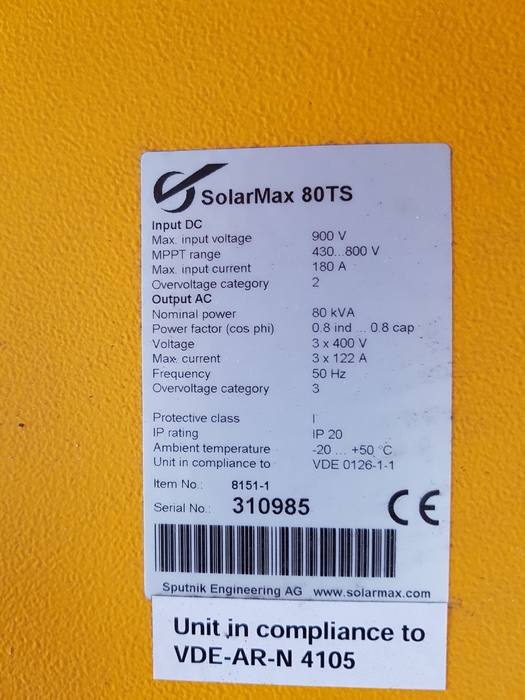 SolarMax 80TS
Input DC
Max. input voltage 900 V
MPPT range 430...800 V
Max. input current 180 A
Overvoltage category 2
Output AC
Nominal power 80 kVA
Power factor (cos phi) 0.8 ind ... 0.8 cap
Voltage 3 x 400 V
Max. current 3 x 122 A
Frequency 50 Hz
Overvoltage category 3
Protective class I
IP rating IP 20
Ambient temperature -20 ... +50 °C
Unit in compliance to VDE 0126-1-1
Item No.: 8151-1
Serial No.: 310985
CE
Sputnik Engineering AG www.solarmax.com
Unit in compliance to
VDE-AR-N 4105